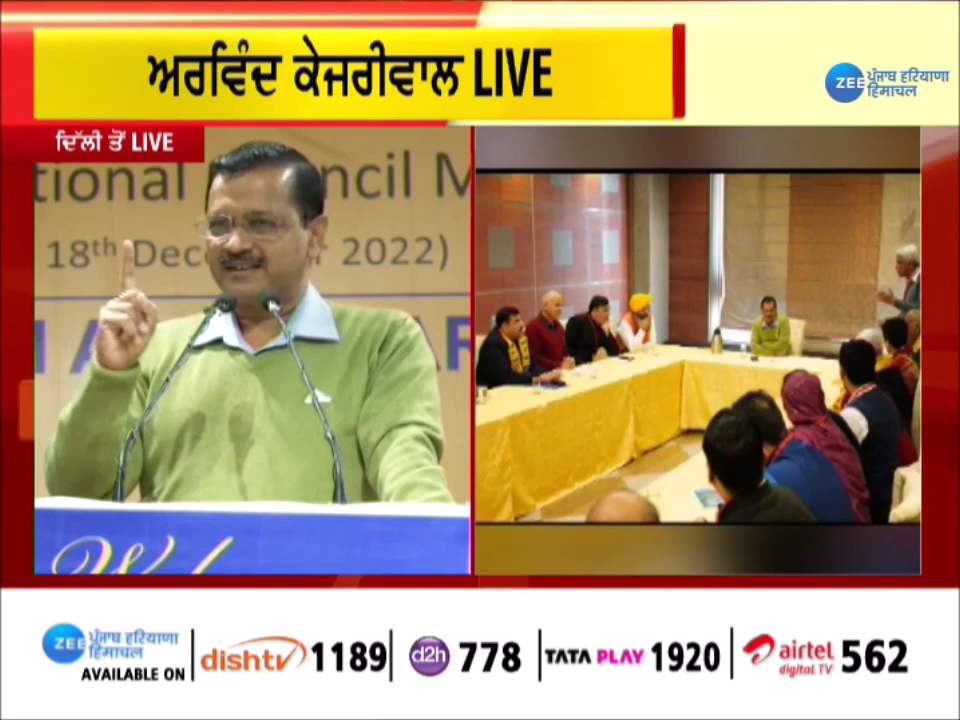 ਅਰਵਿੰਦ ਕੇਜਰੀਵਾਲ LIVE
ZEE ਪੰਜਾਬ ਹਰਿਆਣਾ
ਹਿਮਾਚਲ
ਦਿੱਲੀ ਤੋਂ LIVE
tional ncil M
18th Dec 2022)
ZEE ਪੰਜਾਬ ਹਰਿਆਣਾ
ਹਿਮਾਚਲ
AVAILABLE ON
dishtv 1189
d2h 778
TATA PLAY 1920
airtel
digital TV 562